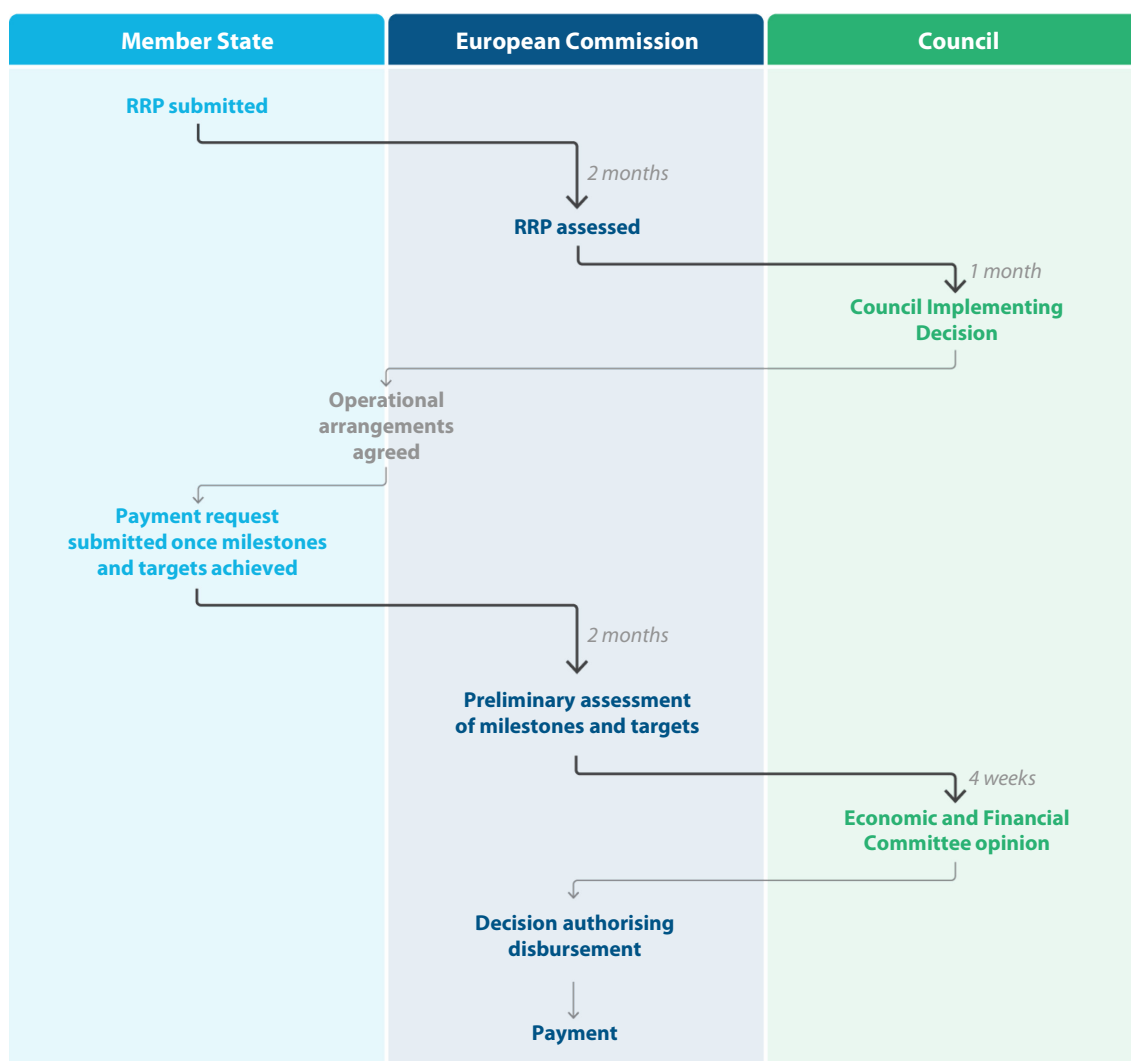 Member State
European Commission
Council
RRP submitted
2 months
RRP assessed
1 month
Council Implementing
Decision
Operational
arrangements
agreed
Payment request
submitted once milestones
and targets achieved
2 months
Preliminary assessment
of milestones and targets
4 weeks
Economic and Financial
Committee opinion
Decision authorising
disbursement
Payment